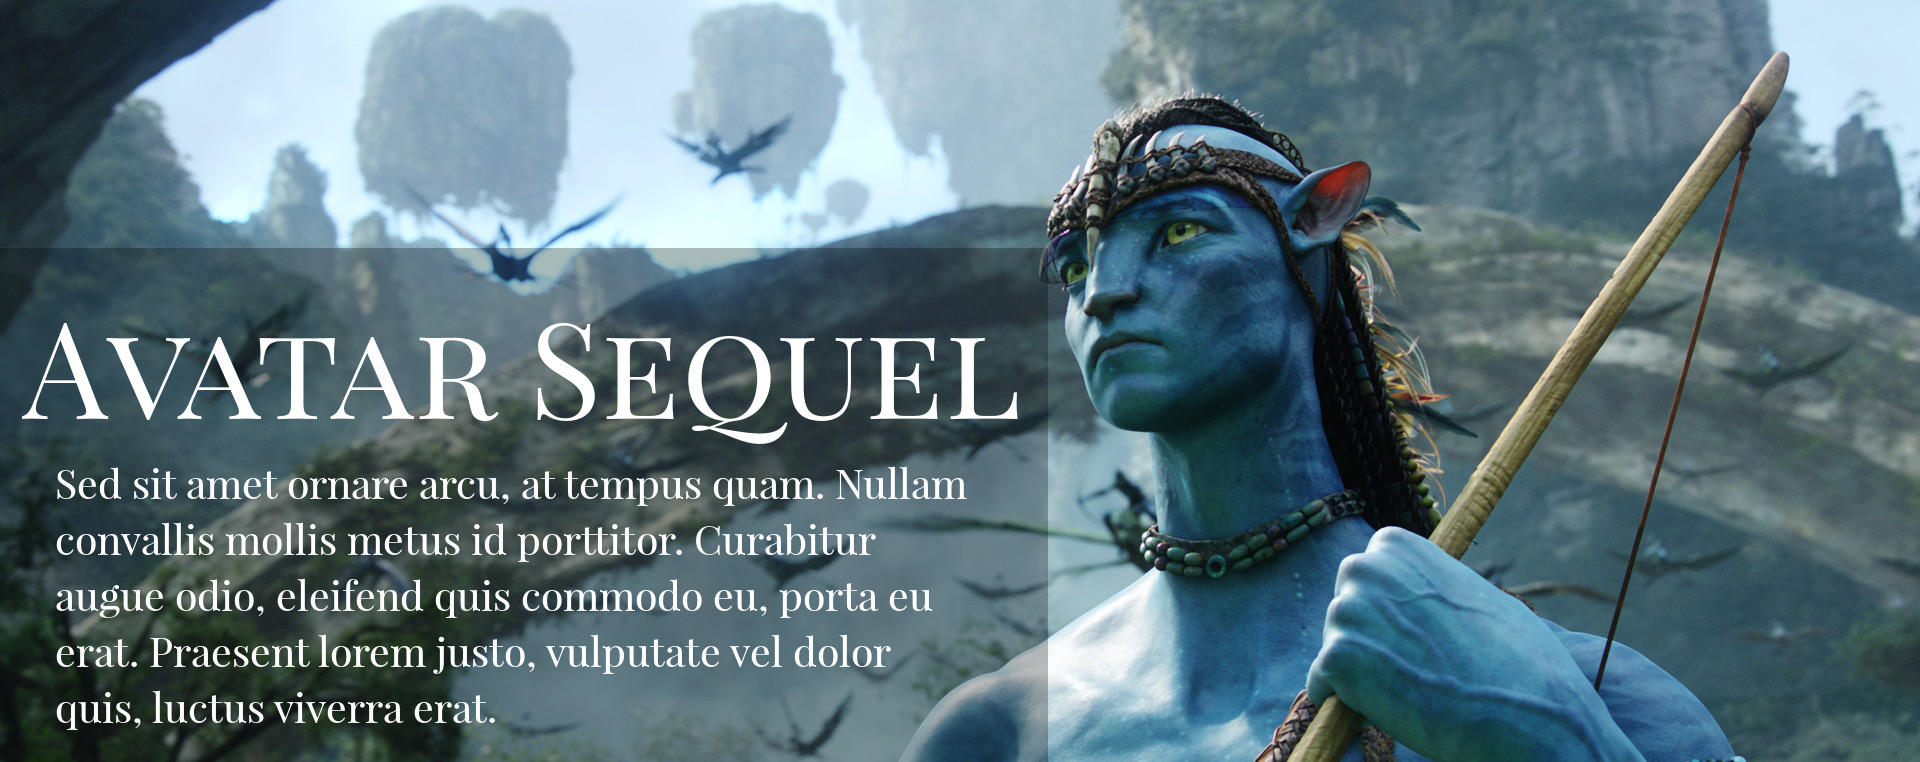 Avatar Sequel
Sed sit amet ornare arcu, at tempus quam. Nullam
convallis mollis metus id porttitor. Curabitur
augue odio, eleifend quis commodo eu, porta eu
erat. Praesent lorem justo, vulputate vel dolor
quis, luctus viverra erat.